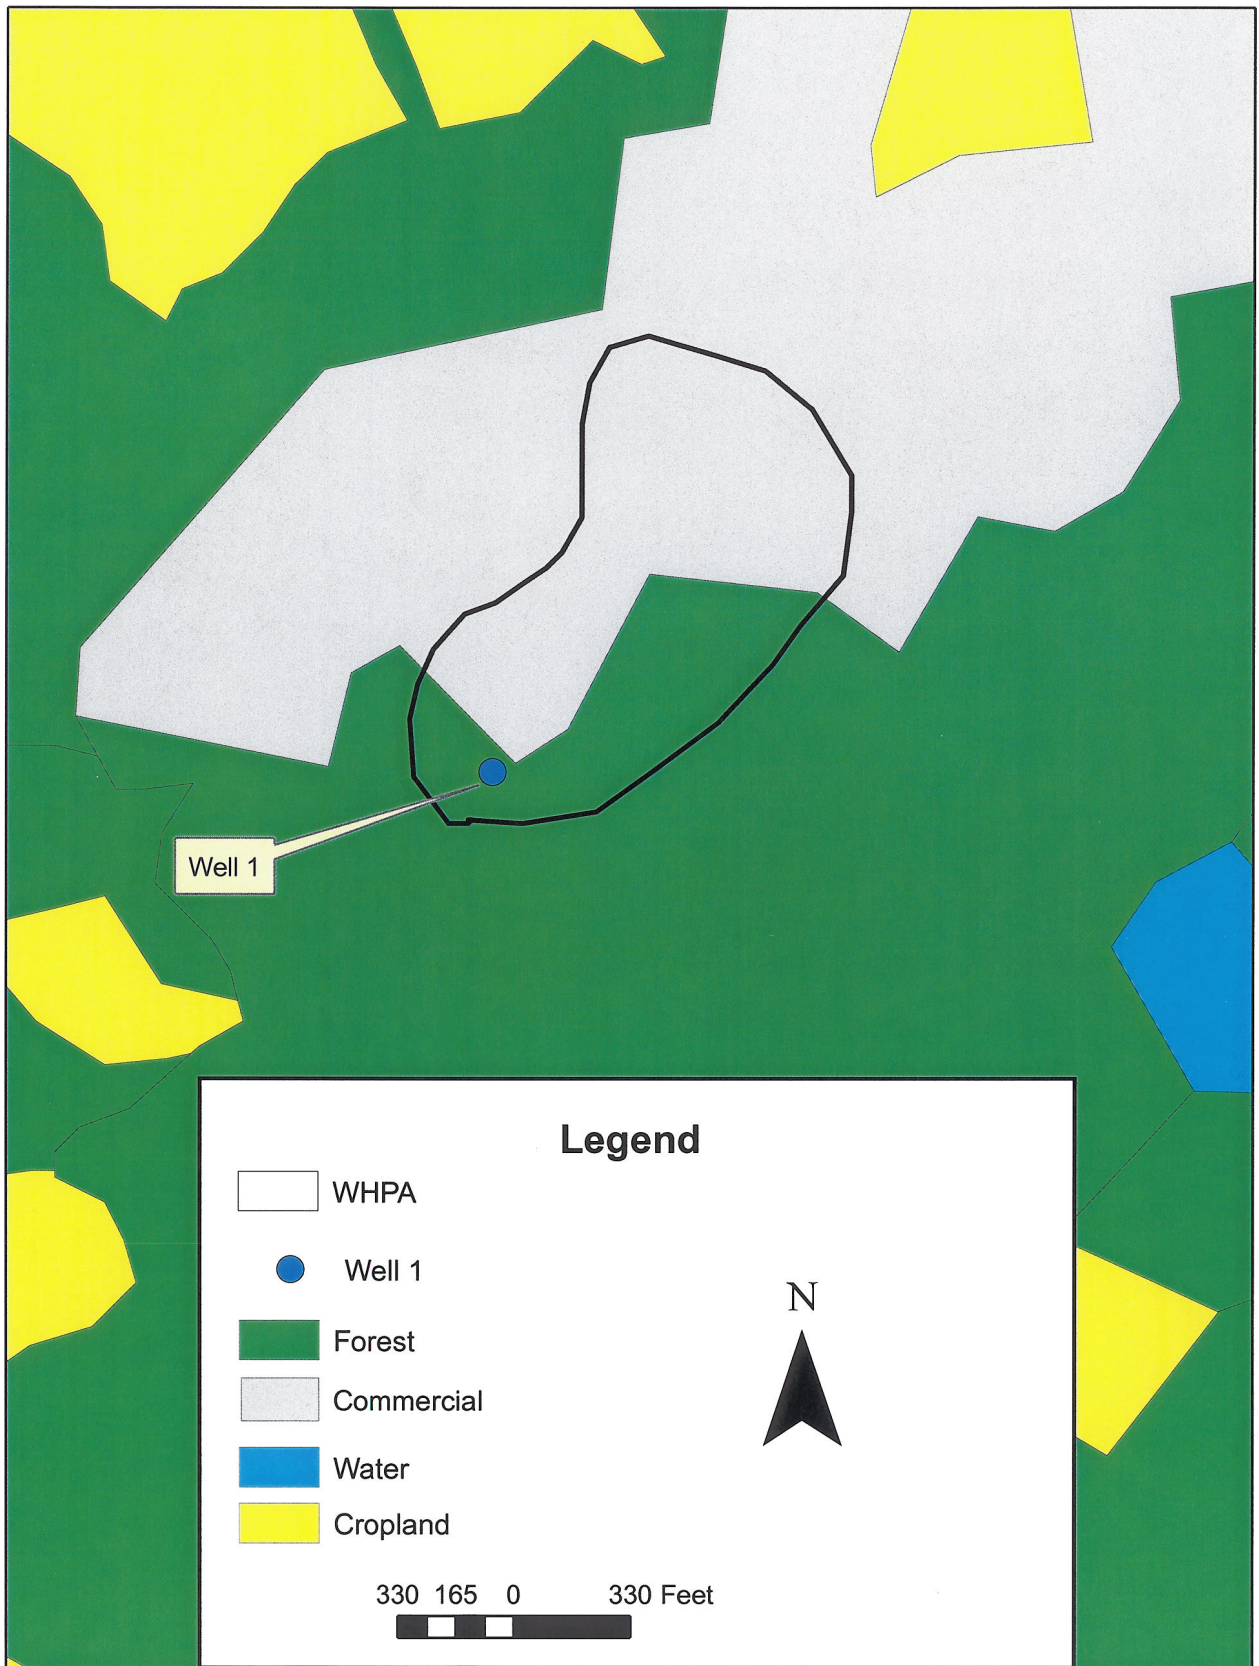 Well 1
Legend
WHPA
Well 1
N
Forest
Commercial
Water
Cropland
330 165 0 330 Feet